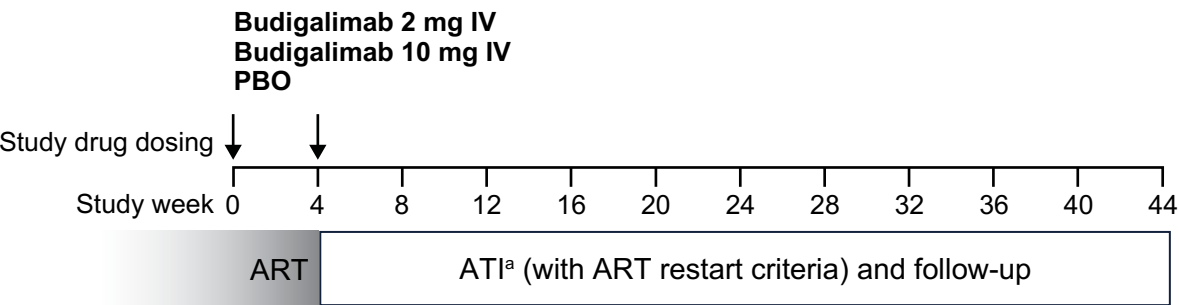 Budigalimab 2 mg IV
Budigalimab 10 mg IV
PBO
Study drug dosing
Study week 0 4 8 12 16 20 24 28 32 36 40 44
ART ATIᵃ (with ART restart criteria) and follow-up